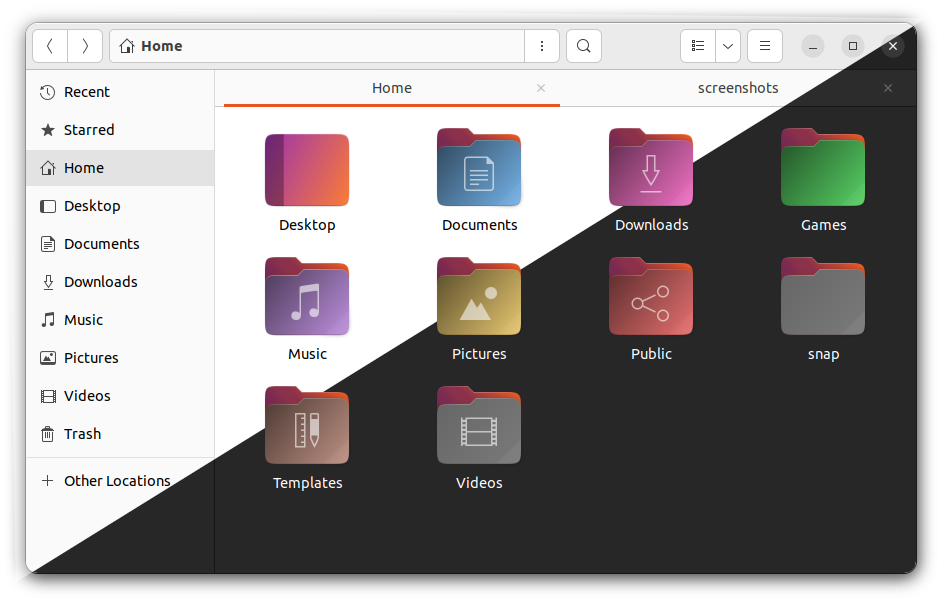 Home
Home
screenshots
Recent
Starred
Home
Desktop
Documents
Downloads
Music
Pictures
Videos
Trash
Other Locations
Desktop
Documents
Downloads
Games
Music
Pictures
Public
snap
Templates
Videos